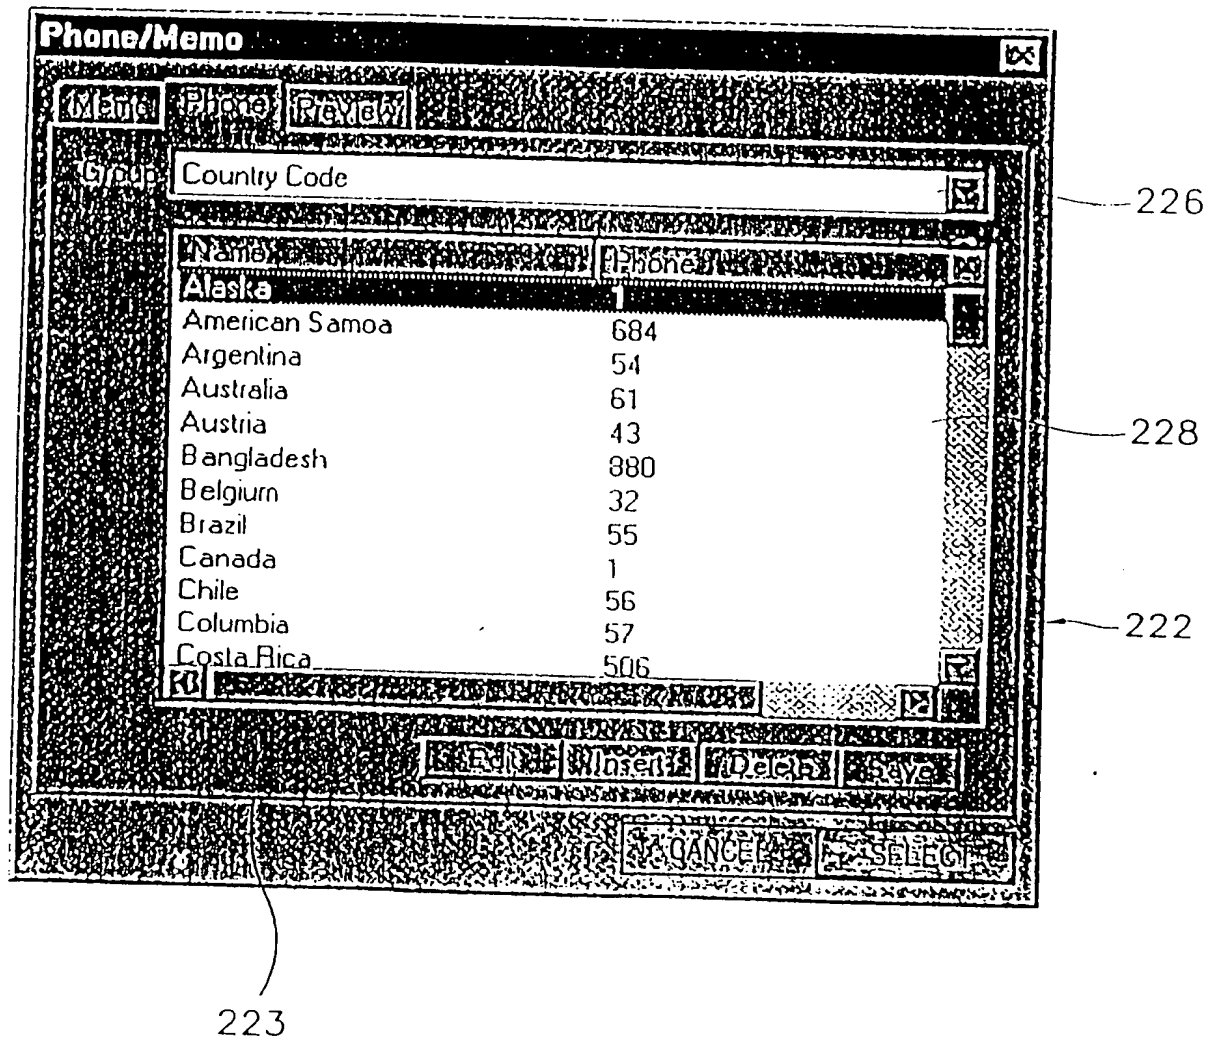 Phone/Memo
Memo Phone Preview
Group Country Code
226
Name Phone
Alaska 1
American Samoa 684
Argentina 54
Australia 61
Austria 43
228
Bangladesh 880
Belgium 32
Brazil 55
Canada 1
Chile 56
Columbia 57
222
Costa Rica 506
Edit Insert Delete Save
CANCEL SELECT
223